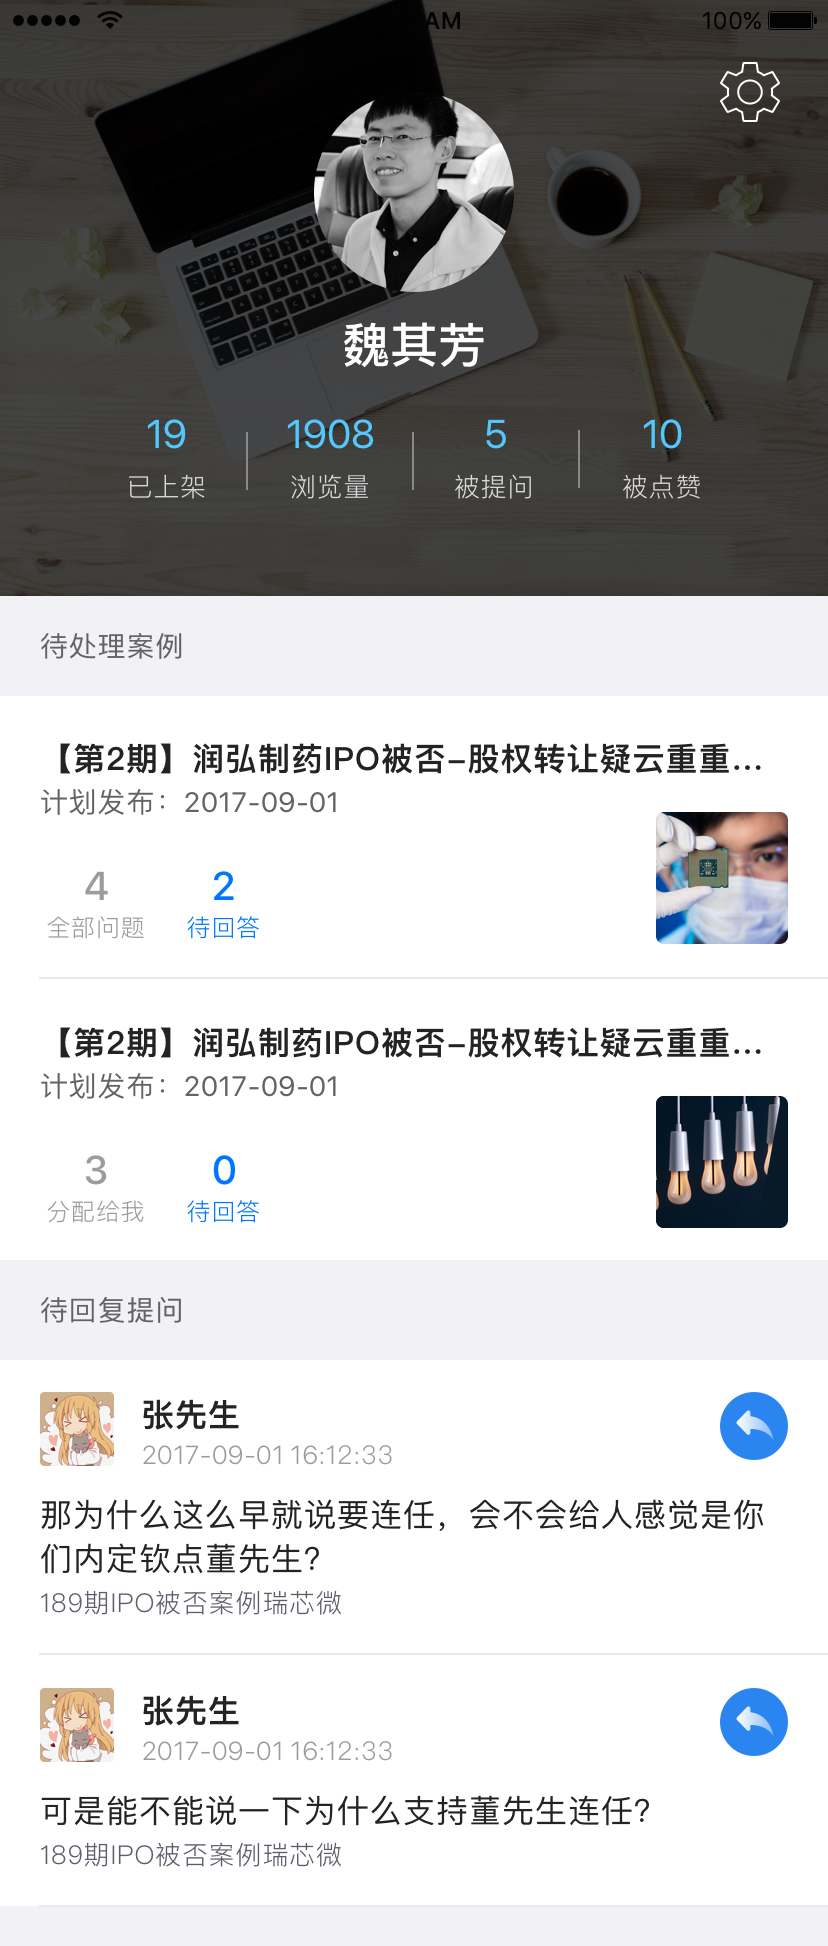 AM 100%
魏其芳
19 1908 5 10
已上架 浏览量 被提问 被点赞
待处理案例
【第2期】润弘制药IPO被否-股权转让疑云重重...
计划发布：2017-09-01
4 2
全部问题 待回答
【第2期】润弘制药IPO被否-股权转让疑云重重...
计划发布：2017-09-01
3 0
分配给我 待回答
待回复提问
张先生
2017-09-01 16:12:33
那为什么这么早就说要连任，会不会给人感觉是你
们内定钦点董先生?
189期IPO被否案例瑞芯微
张先生
2017-09-01 16:12:33
可是能不能说一下为什么支持董先生连任?
189期IPO被否案例瑞芯微